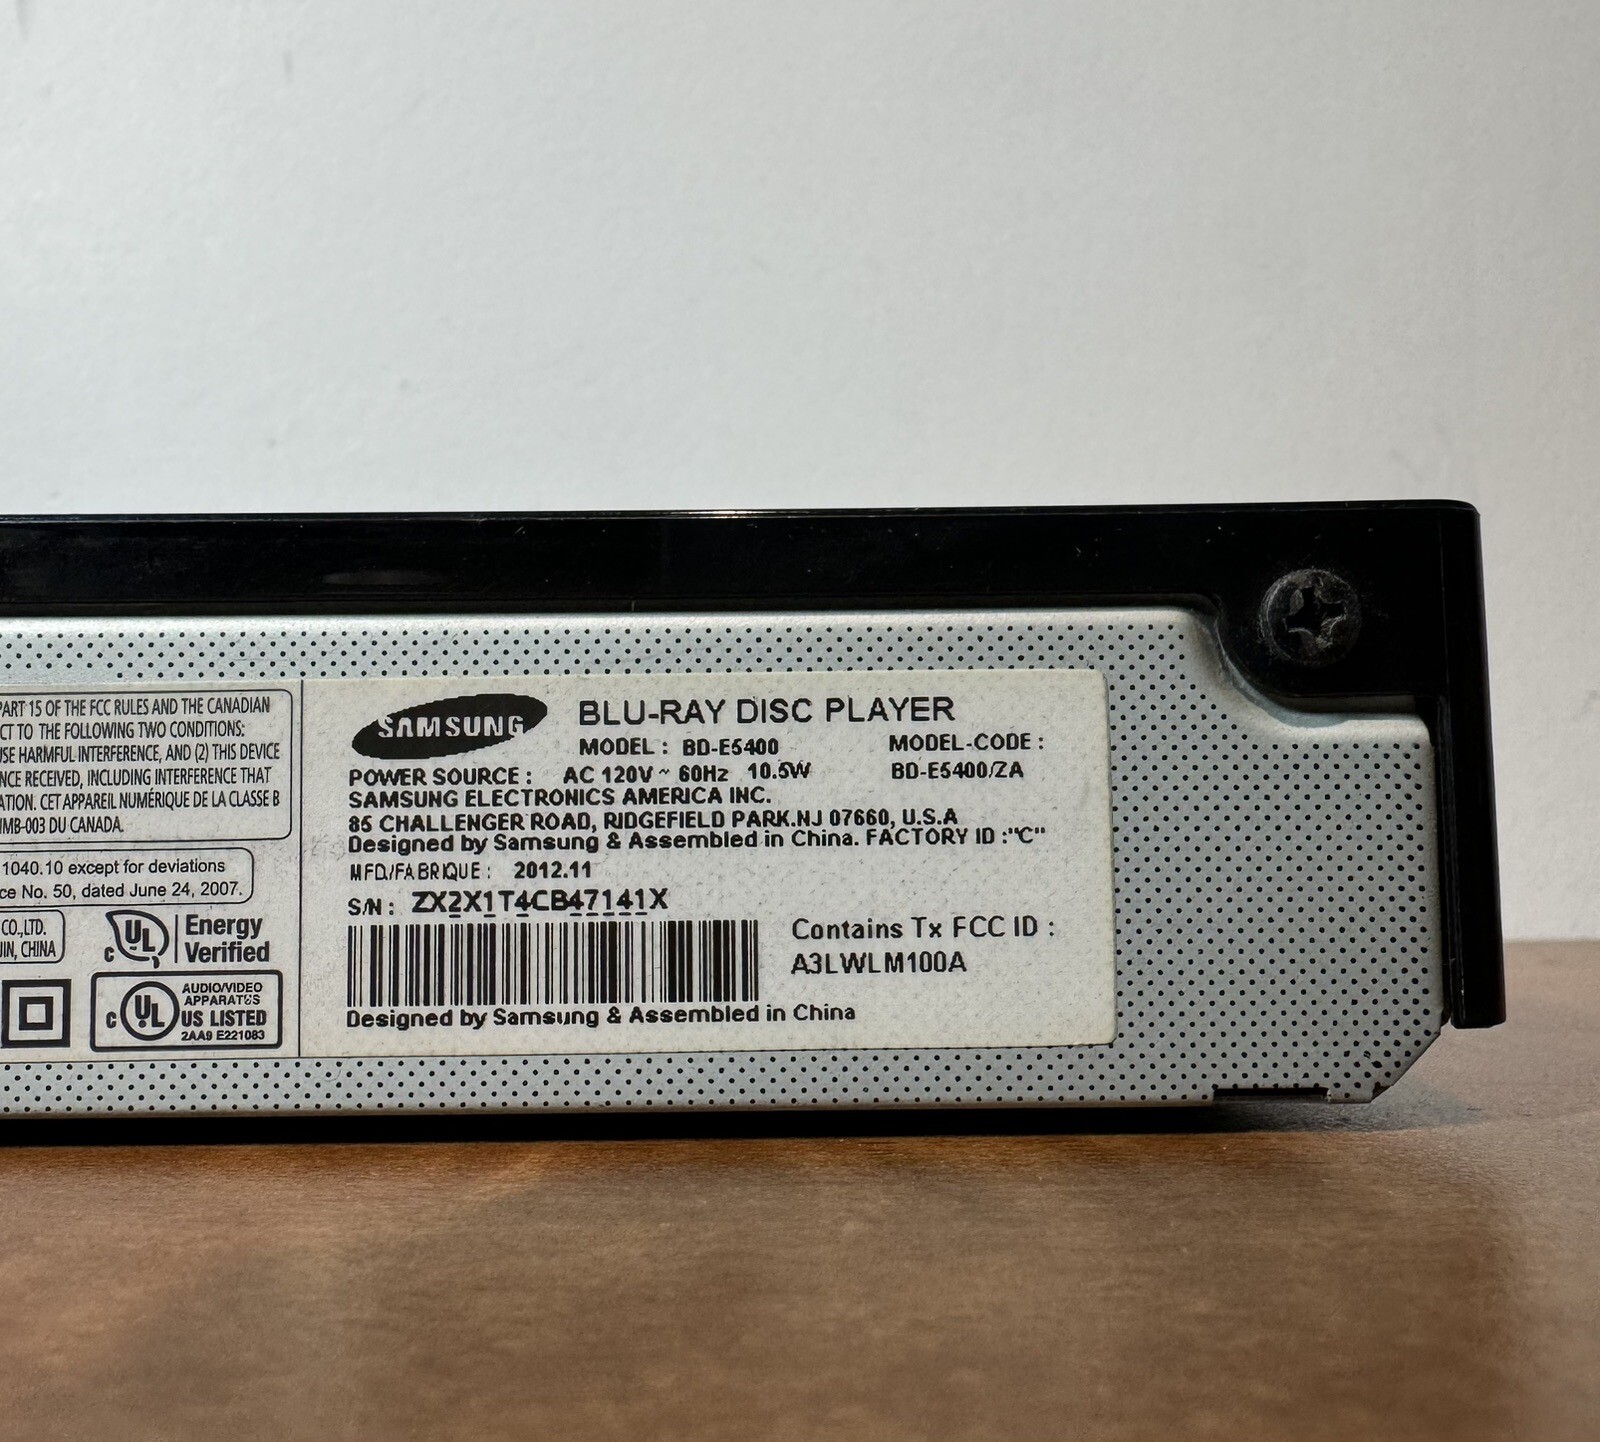 PART 15 OF THE FCC RULES AND THE CANADIAN
CT TO THE FOLLOWING TWO CONDITIONS:
USE HARMFUL INTERFERENCE, AND (2) THIS DEVICE
NCE RECEIVED, INCLUDING INTERFERENCE THAT
ATION. CET APPAREIL NUMÉRIQUE DE LA CLASSE B
NMB-003 DU CANADA.
1040.10 except for deviations
ce No. 50, dated June 24, 2007.
CO.,LTD.
JIN, CHINA
c UL Energy
Verified
c UL AUDIO/VIDEO
APPARATUS
US LISTED
2AA9 E221083
SAMSUNG BLU-RAY DISC PLAYER
MODEL : BD-E5400 MODEL-CODE :
POWER SOURCE : AC 120V ~ 60Hz 10.5W BD-E5400/ZA
SAMSUNG ELECTRONICS AMERICA INC.
85 CHALLENGER ROAD, RIDGEFIELD PARK.NJ 07660, U.S.A
Designed by Samsung & Assembled in China. FACTORY ID :"C"
MFD/FABRIQUE : 2012.11
S/N : ZX2X1T4CB47141X
Contains Tx FCC ID :
A3LWLM100A
Designed by Samsung & Assembled in China